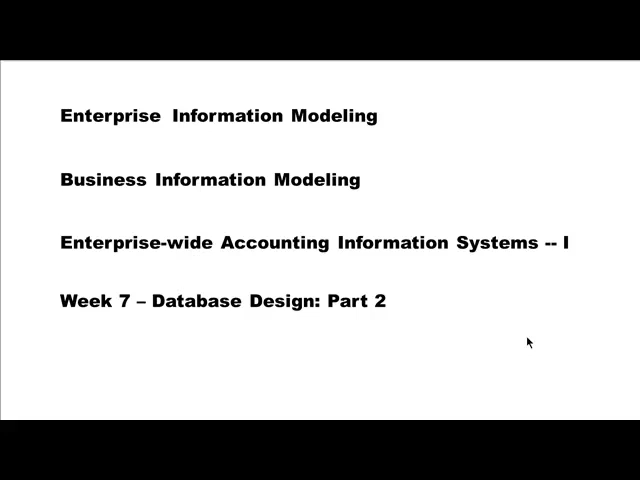 Enterprise Information Modeling
Business Information Modeling
Enterprise-wide Accounting Information Systems -- I
Week 7 – Database Design: Part 2